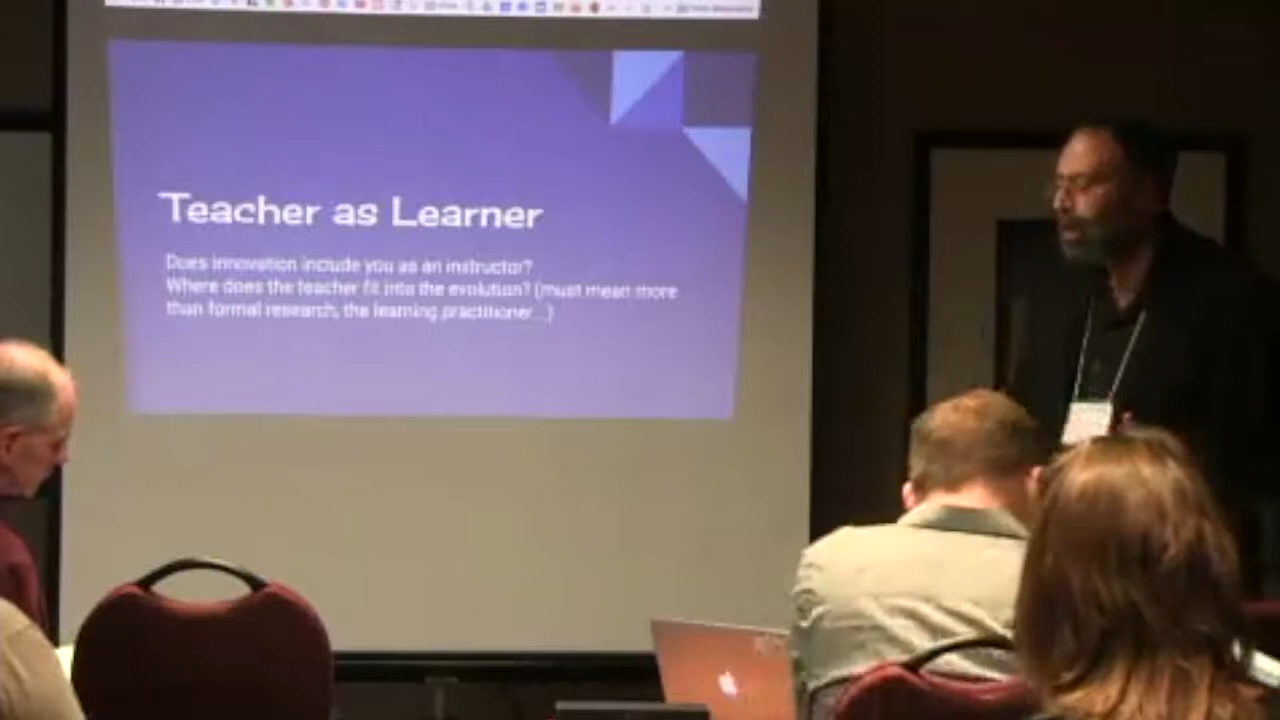 Teacher as Learner
Does innovation include you as an instructor?
Where does the teacher fit into the evolution? (must mean more
than formal research, the learning practitioner...)